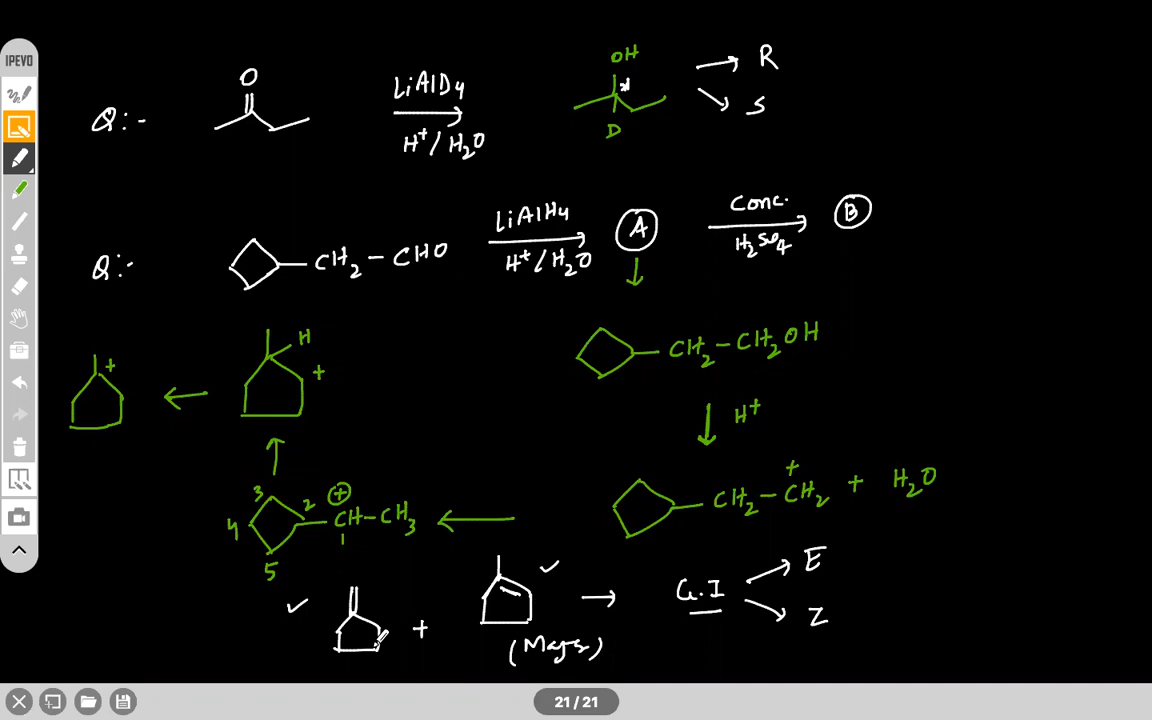 IPEVO
O
OH
R
LiAlD4
Q:-
H+/H2O
D
S
Conc.
LiAlH4
A
B
Q:-
CH2-CHO
H+/H2O
H2SO4
H
+
+
CH2-CH2OH
H+
3
2
+
+
4
CH-CH3
CH2-CH2 + H2O
1
5
+
(Major)
G.I
E
Z
21/21